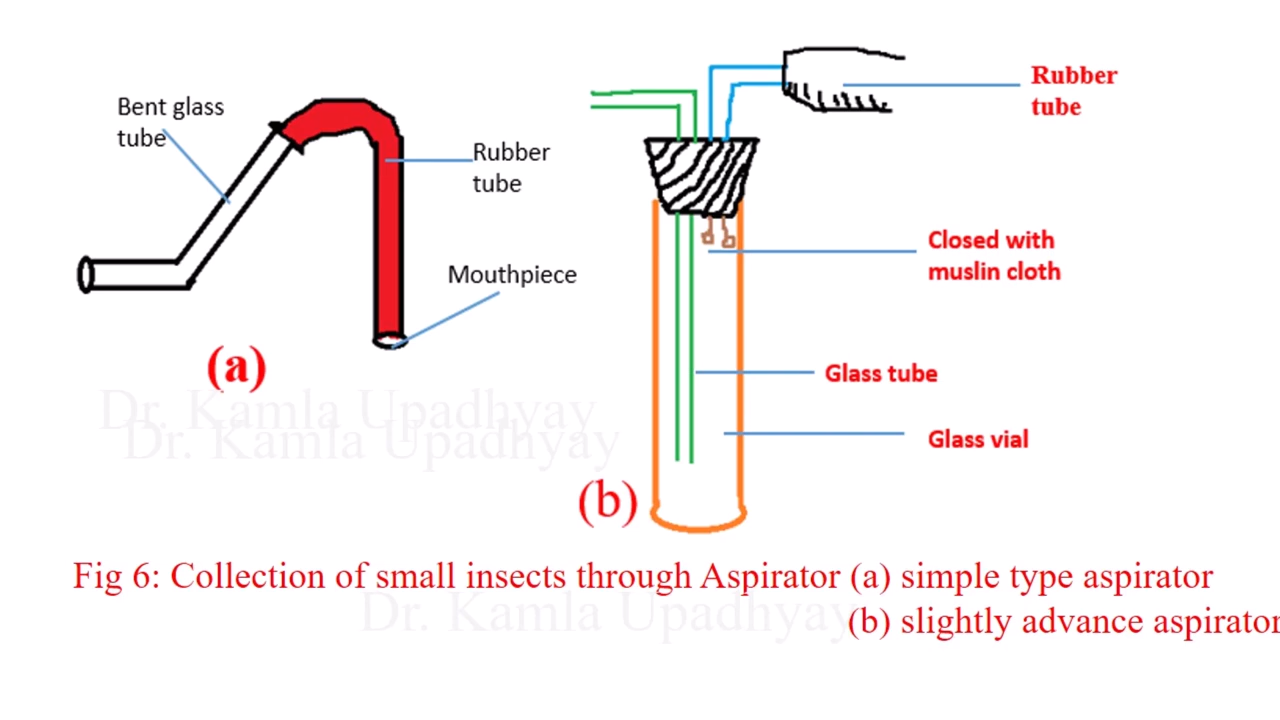 Bent glass
tube
Rubber
tube
Mouthpiece
(a)
Rubber
tube
Closed with
muslin cloth
Glass tube
Glass vial
(b)
Dr. Kamla Upadhyay
Dr. Kamla Upadhyay
Fig 6: Collection of small insects through Aspirator (a) simple type aspirator
Dr. Kamla Upadhyay
(b) slightly advance aspirator